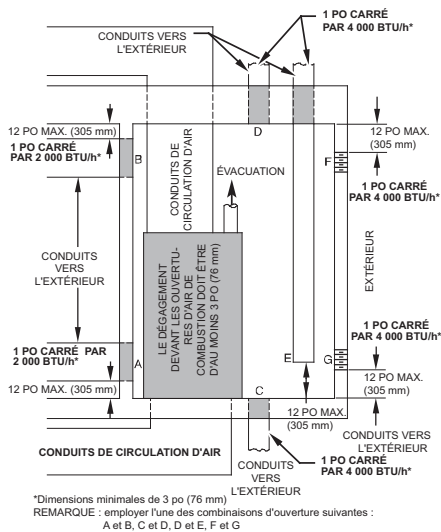 1 PO CARRÉ
PAR 4 000 BTU/h*
CONDUITS VERS
L'EXTÉRIEUR
12 PO MAX.
(305 mm)
1 PO CARRÉ
PAR 2 000 BTU/h*
B
CONDUITS DE
CIRCULATION D'AIR
D
ÉVACUATION
12 PO MAX.
(305 mm)
F
1 PO CARRÉ
PAR 4 000 BTU/h*
CONDUITS
VERS
L'EXTÉRIEUR
LE DÉGAGEMENT
DEVANT LES OUVERTU-
RES D'AIR DE
COMBUSTION DOIT ÊTRE
D'AU MOINS 3 PO (76 mm)
EXTÉRIEUR
1 PO CARRÉ PAR
2 000 BTU/h*
A
12 PO MAX. (305 mm)
E
G
1 PO CARRÉ
PAR 4 000 BTU/h*
12 PO MAX.
(305 mm)
C
12 PO MAX.
(305 mm)
CONDUITS VERS
L'EXTÉRIEUR
CONDUITS DE CIRCULATION D'AIR
CONDUITS
VERS
L'EXTÉRIEUR
1 PO CARRÉ
PAR 4 000 BTU/h*
*Dimensions minimales de 3 po (76 mm)
REMARQUE : employer l'une des combinaisons d'ouverture suivantes :
A et B, C et D, D et E, F et G